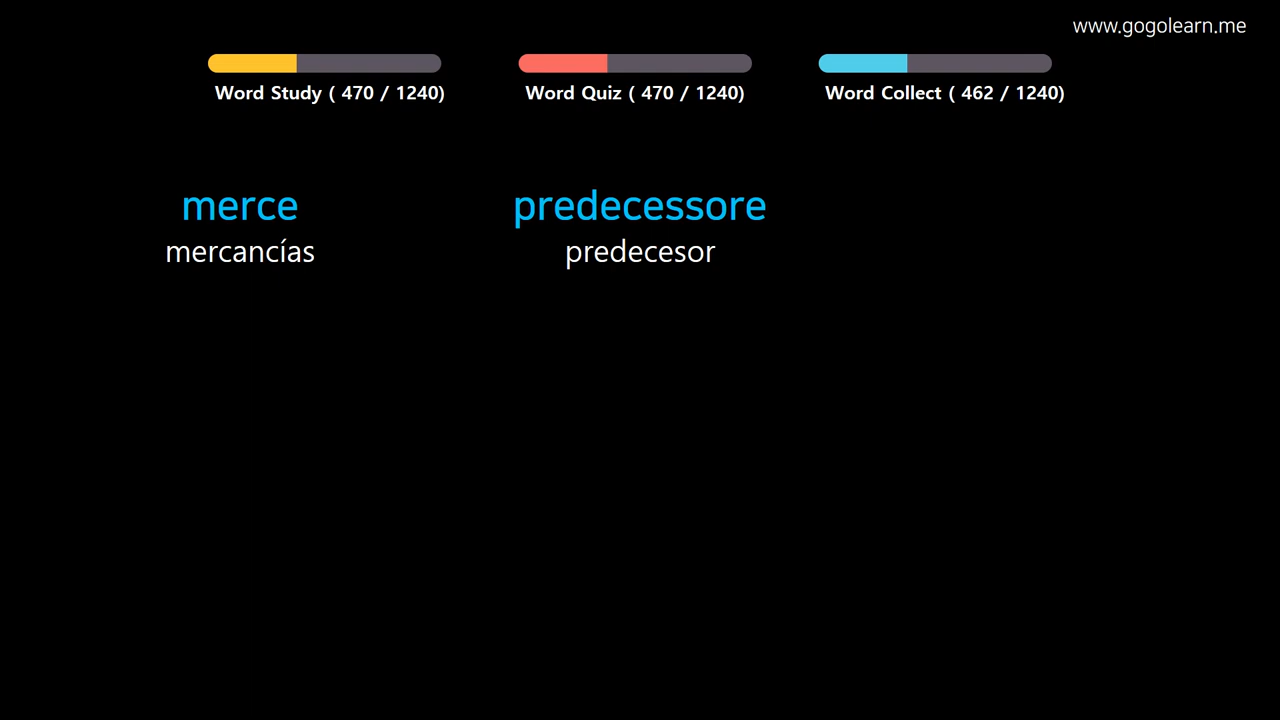 www.gogolearn.me
Word Study ( 470 / 1240)
Word Quiz ( 470 / 1240)
Word Collect ( 462 / 1240)
merce
mercancías
predecessore
predecesor